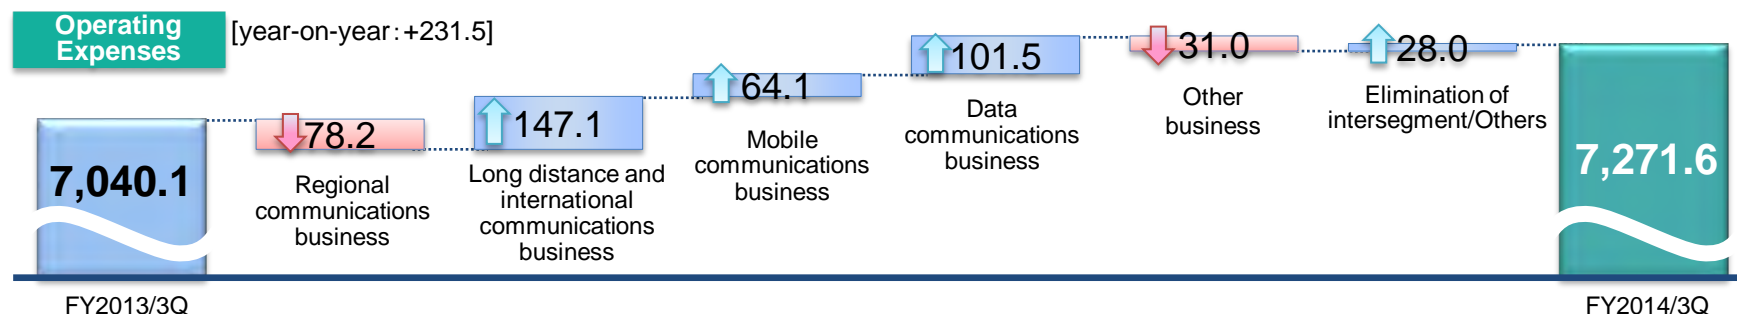 Operating
Expenses
[year-on-year:+231.5]
7,040.1
FY2013/3Q
78.2
Regional
communications
business
147.1
Long distance and
international
communications
business
64.1
Mobile
communications
business
101.5
Data
communications
business
31.0
Other
business
28.0
Elimination of
intersegment/Others
7,271.6
FY2014/3Q